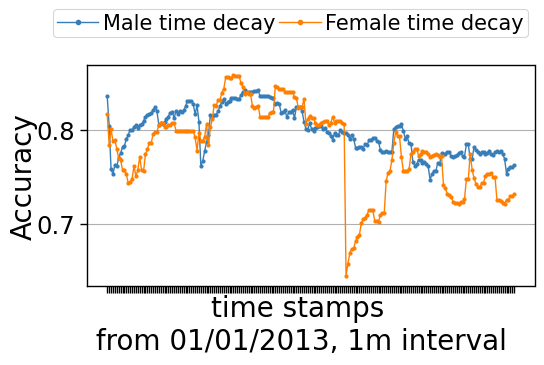 Male time decay Female time decay
Accuracy
0.8
0.7
time stamps
from 01/01/2013, 1m interval